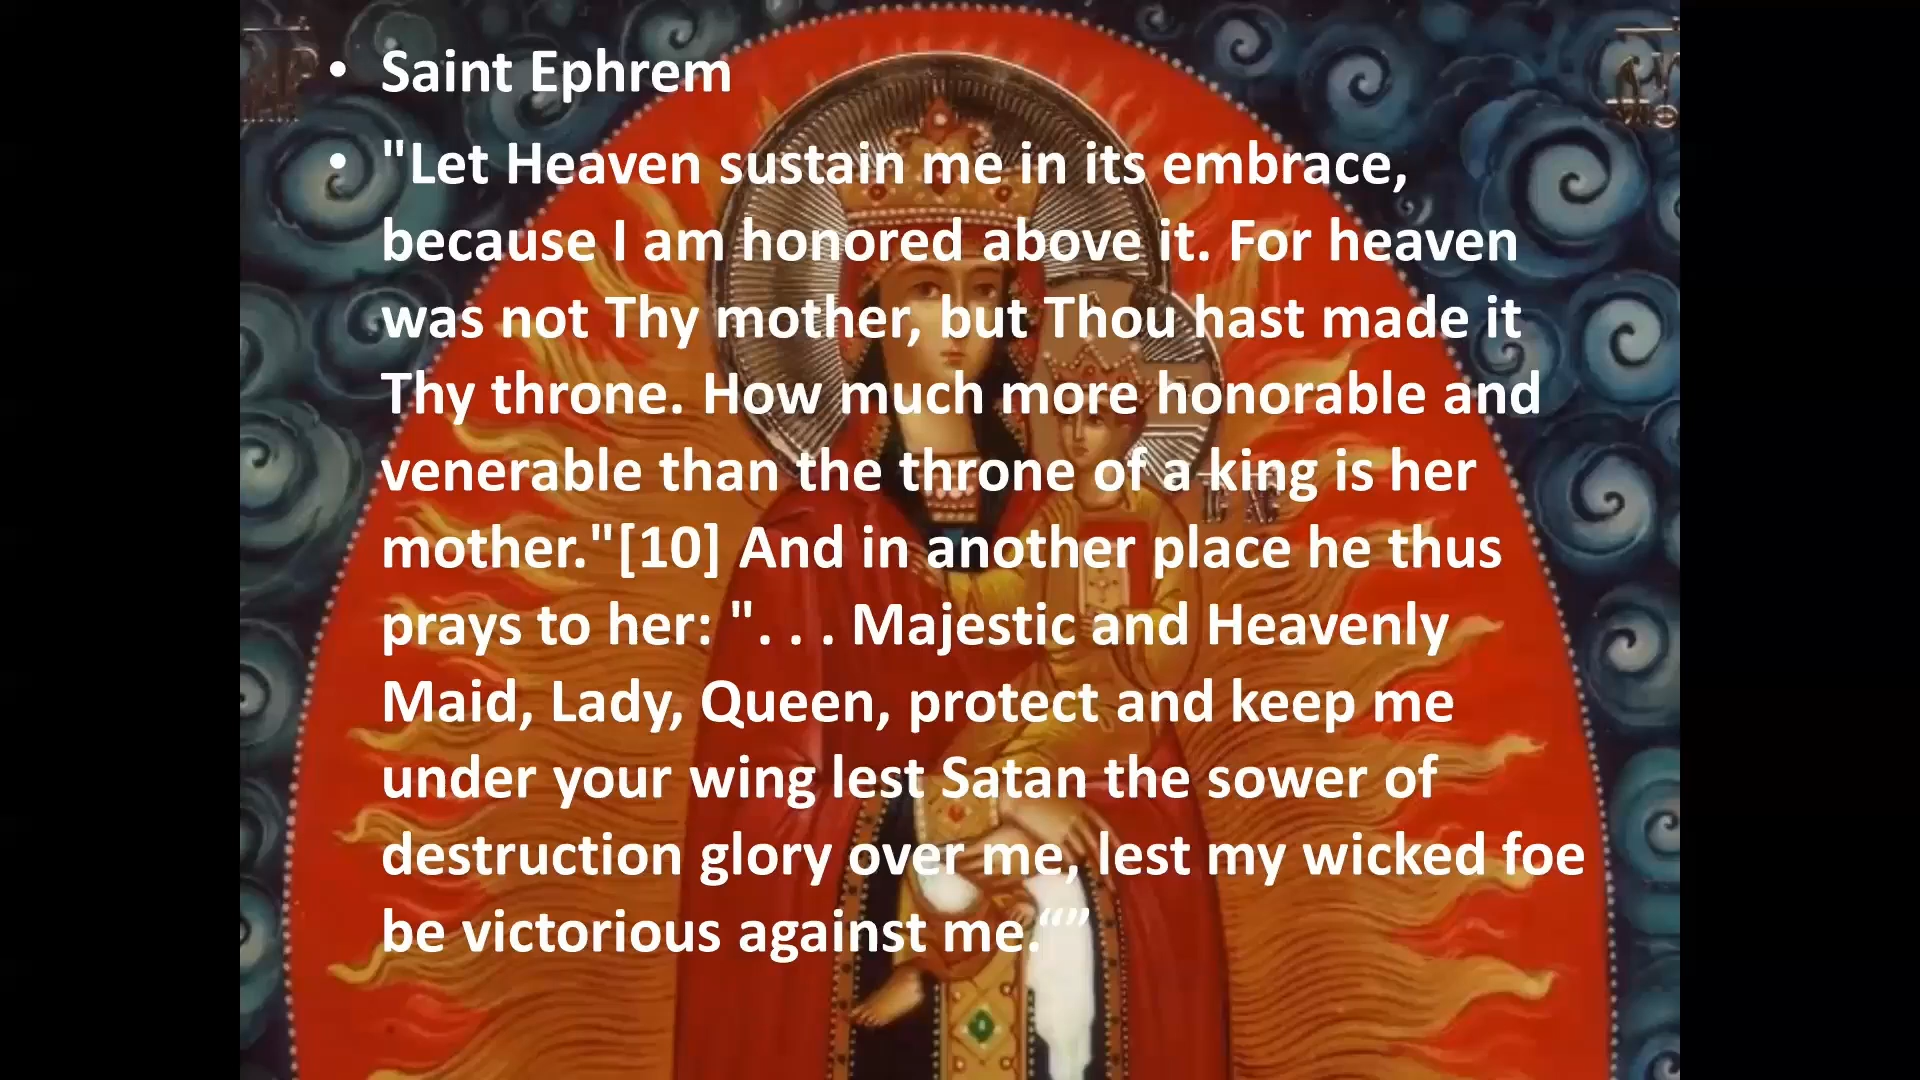 • Saint Ephrem
• "Let Heaven sustain me in its embrace,
because I am honored above it. For heaven
was not Thy mother, but Thou hast made it
Thy throne. How much more honorable and
venerable than the throne of a king is her
mother."[10] And in another place he thus
prays to her: ". . . Majestic and Heavenly
Maid, Lady, Queen, protect and keep me
under your wing lest Satan the sower of
destruction glory over me, lest my wicked foe
be victorious against me.“”